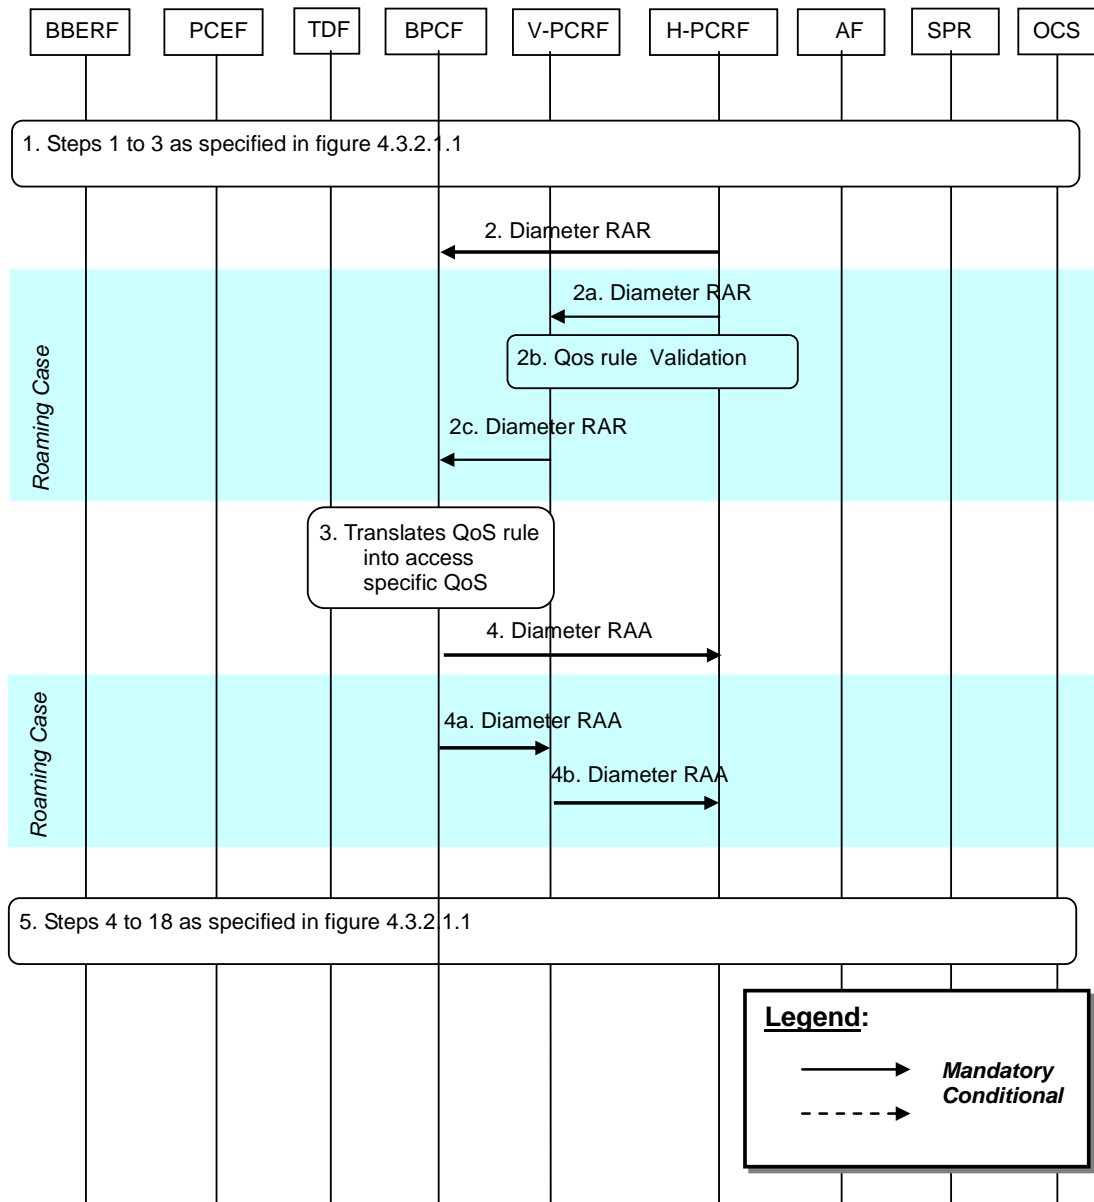 BBERF PCEF TDF BPCF V-PCRF H-PCRF AF SPR OCS
1. Steps 1 to 3 as specified in figure 4.3.2.1.1
2. Diameter RAR
Roaming Case
2a. Diameter RAR
2b. Qos rule Validation
2c. Diameter RAR
3. Translates QoS rule
into access
specific QoS
4. Diameter RAA
Roaming Case
4a. Diameter RAA
4b. Diameter RAA
5. Steps 4 to 18 as specified in figure 4.3.2.1.1
Legend:
Mandatory
Conditional